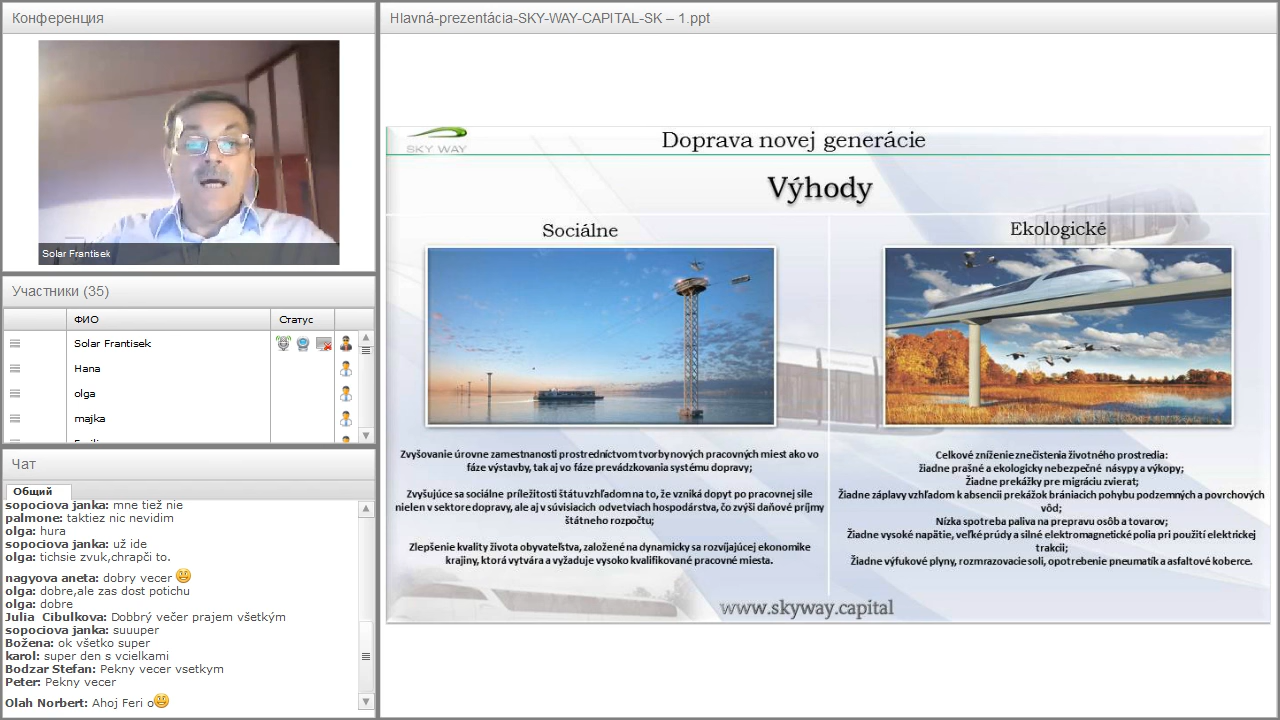 Конференция
Solar Frantisek
Участники (35)
ФИО
Статус
Solar Frantisek
Hana
olga
majka
Чат
Общий
sopociova janka: mne tiež nie
palmone: taktiez nic nevidim
olga: hura
sopociova janka: už ide
olga: tichsie zvuk,chrapči to.
nagyova aneta: dobry vecer
olga: dobre,ale zas dost potichu
olga: dobre
Julia Cibulkova: Dobbrý večer prajem všetkým
sopociova janka: suuuper
Božena: ok všetko super
karol: super den s vcielkami
Bodzar Stefan: Pekny vecer vsetkym
Peter: Pekny vecer
Olah Norbert: Ahoj Feri o
Hlavná-prezentácia-SKY-WAY-CAPITAL-SK – 1.ppt
SKY WAY
Doprava novej generácie
Výhody
Sociálne
Zvyšovanie úrovne zamestnanosti prostredníctvom tvorby nových pracovných miest ako vo
fáze výstavby, tak aj vo fáze prevádzkovania systému dopravy;
Zvyšujúce sa sociálne príležitosti štátu vzhľadom na to, že vzniká dopyt po pracovnej sile
nielen v sektore dopravy, ale aj v súvisiacich odvetviach hospodárstva, čo zvýši daňové príjmy
štátneho rozpočtu;
Zlepšenie kvality života obyvateľstva, založené na dynamicky sa rozvíjajúcej ekonomike
krajiny, ktorá vytvára a vyžaduje vysoko kvalifikované pracovné miesta.
Ekologické
Celkové zníženie znečistenia životného prostredia:
žiadne prašné a ekologicky nebezpečné násypy a výkopy;
Žiadne prekážky pre migráciu zvierat;
Žiadne záplavy vzhľadom k absencii prekážok brániacich pohybu podzemných a povrchových
vôd;
Nízka spotreba paliva na prepravu osôb a tovarov;
Žiadne vysoké napätie, veľké prúdy a silné elektromagnetické polia pri použití elektrickej
trakcii;
Žiadne výfukové plyny, rozmrazovacie soli, opotrebenie pneumatík a asfaltové koberce.
www.skyway.capital